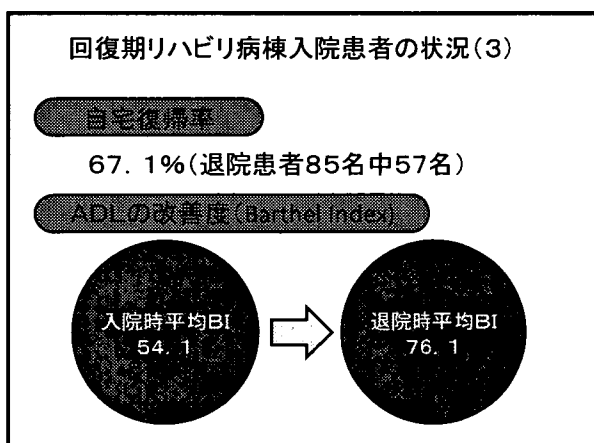 回復期リハビリ病棟入院患者の状況(3)
自宅復帰率
67.1%(退院患者85名中57名)
ADLの改善度(Barthel Index)
入院時平均BI
54.1
退院時平均BI
76.1